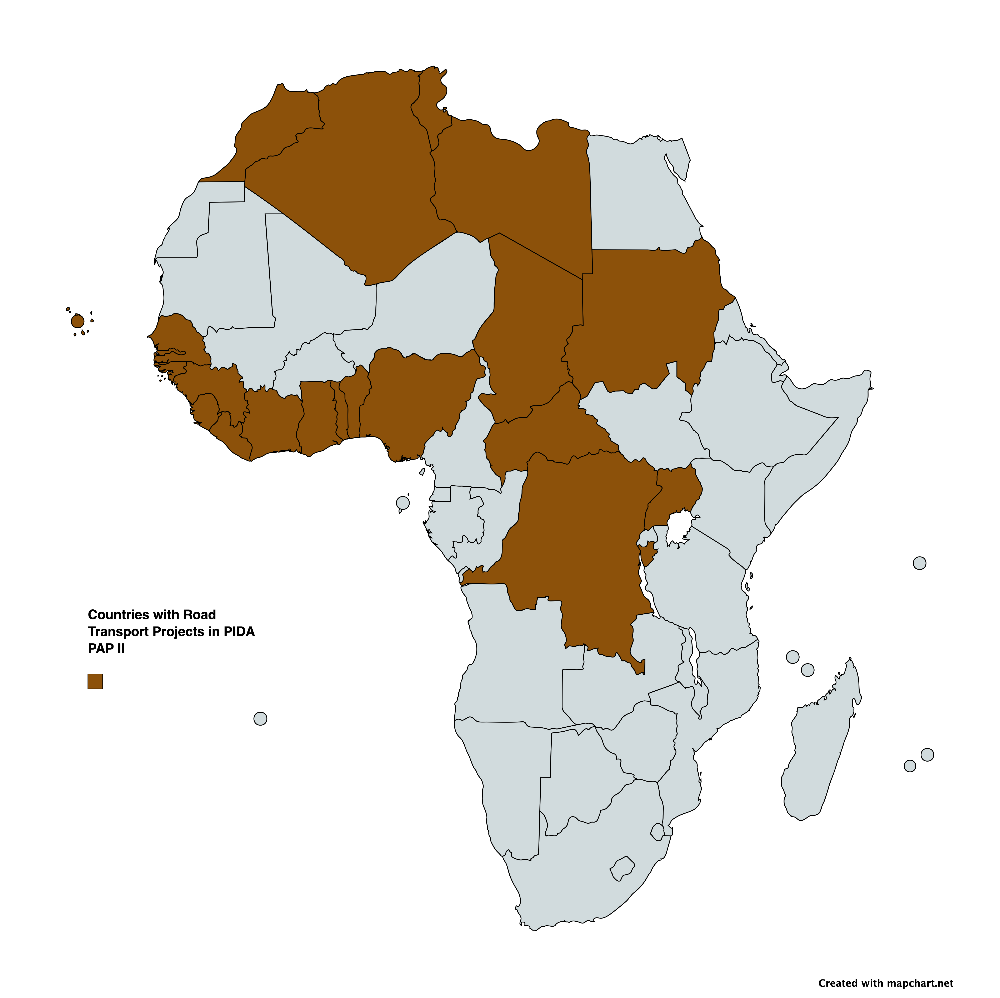 Countries with Road
Transport Projects in PIDA
PAP II
Created with mapchart.net